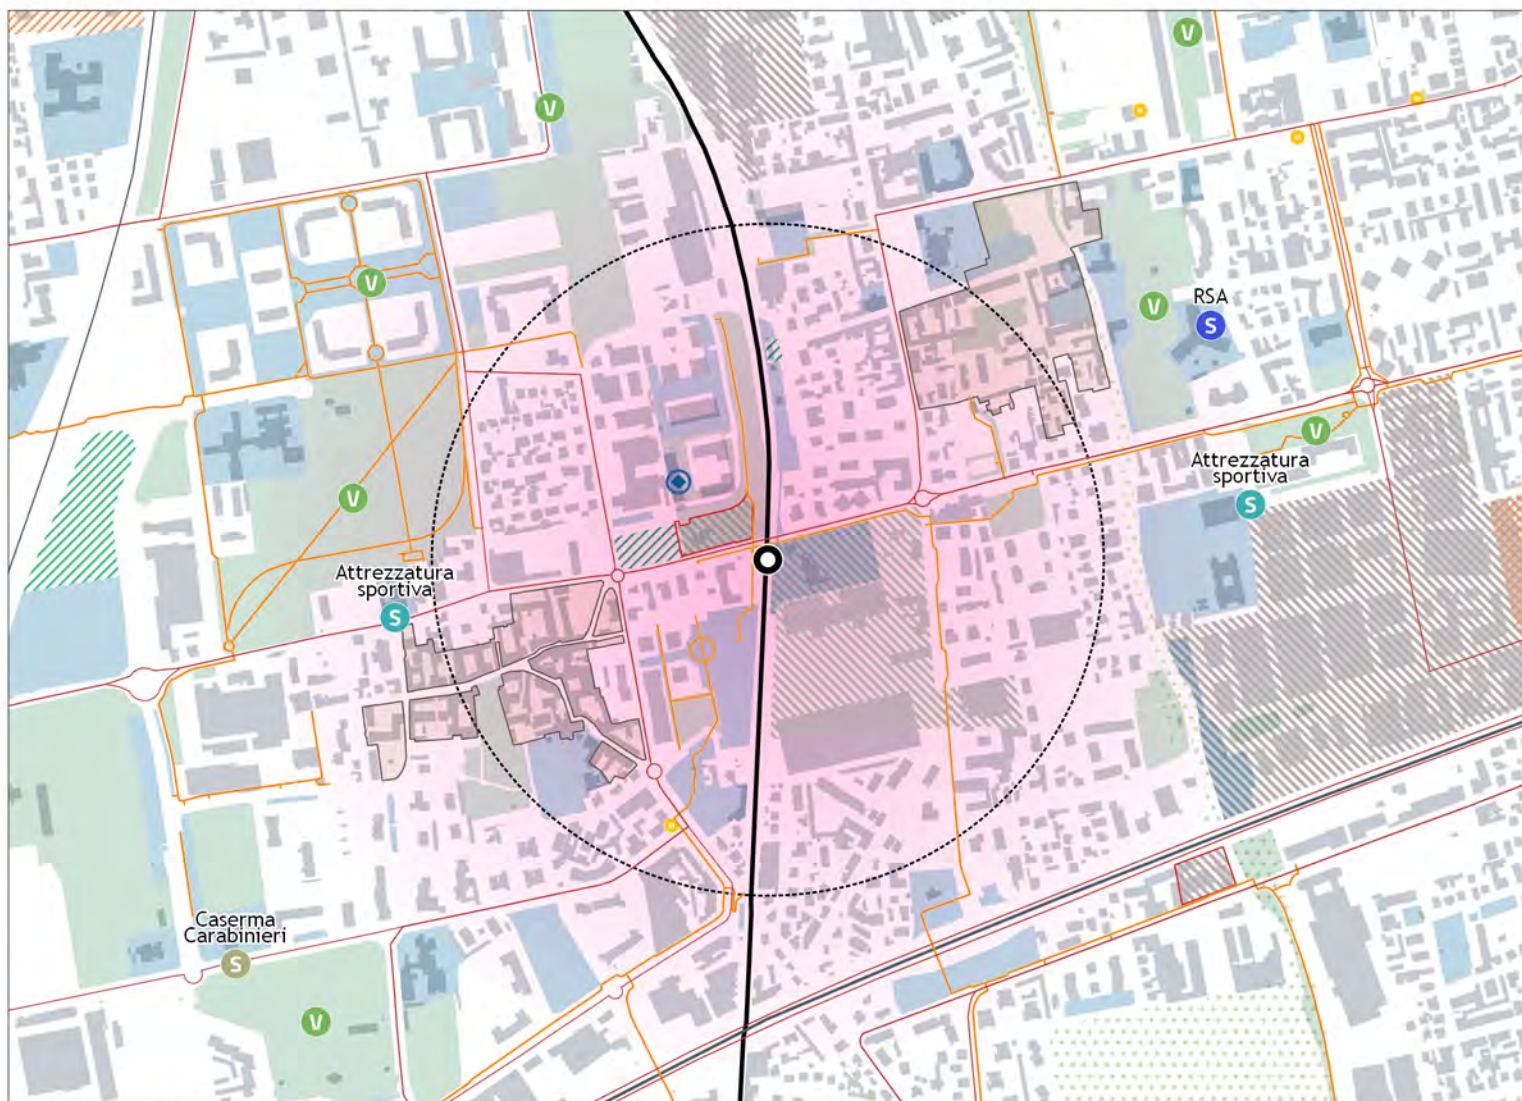 V
V
V
RSA
V
S
V
Attrezzatura
sportiva
S
V
Attrezzatura
sportiva
S
Caserma
Carabinieri
S
V